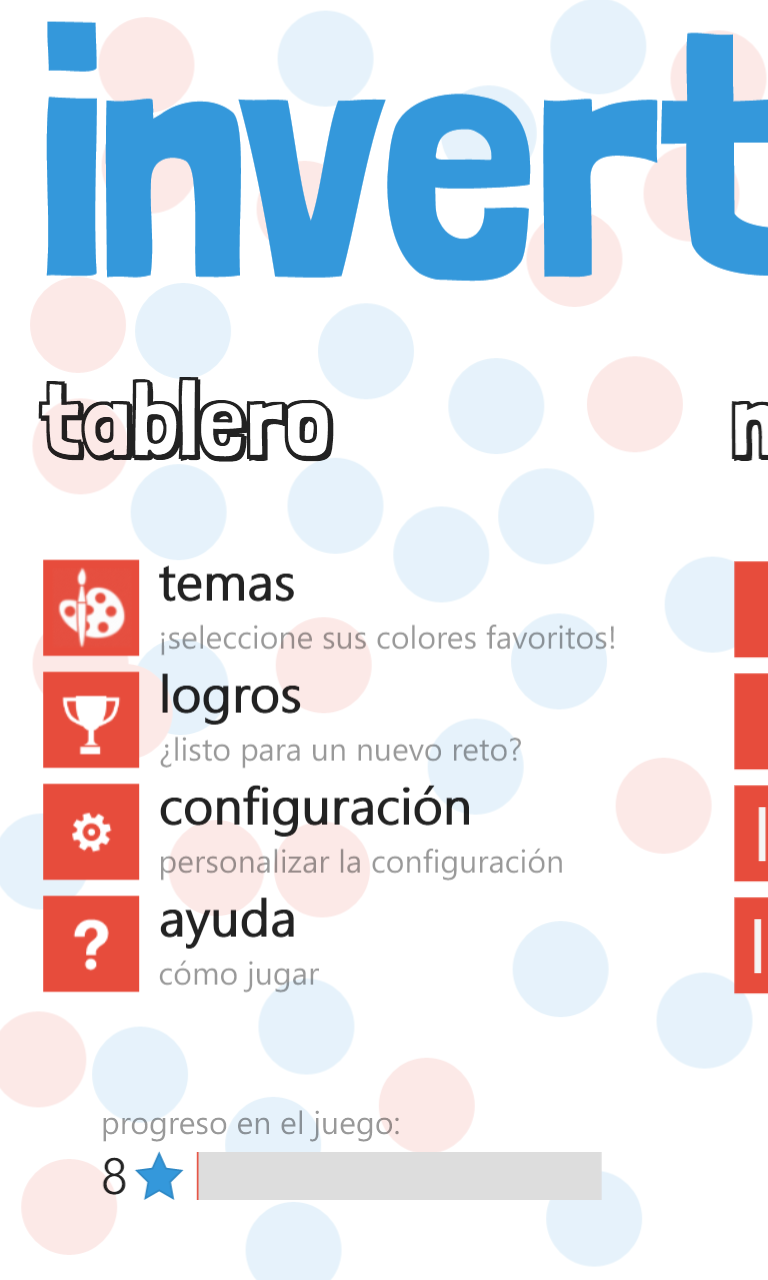 invert
tablero
temas
¡seleccione sus colores favoritos!
logros
¿listo para un nuevo reto?
configuración
personalizar la configuración
ayuda
cómo jugar
progreso en el juego:
8